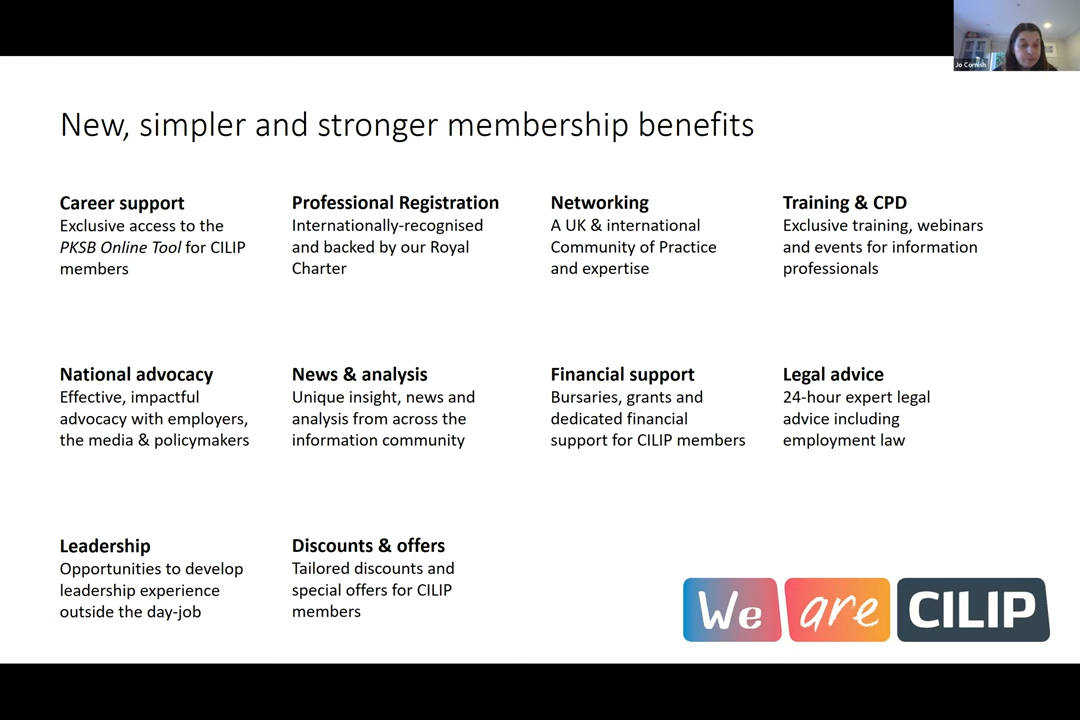 Jo Cornish
New, simpler and stronger membership benefits
Career support
Exclusive access to the
PKSB Online Tool for CILIP
members
Professional Registration
Internationally-recognised
and backed by our Royal
Charter
Networking
A UK & international
Community of Practice
and expertise
Training & CPD
Exclusive training, webinars
and events for information
professionals
National advocacy
Effective, impactful
advocacy with employers,
the media & policymakers
News & analysis
Unique insight, news and
analysis from across the
information community
Financial support
Bursaries, grants and
dedicated financial
support for CILIP members
Legal advice
24-hour expert legal
advice including
employment law
Leadership
Opportunities to develop
leadership experience
outside the day-job
Discounts & offers
Tailored discounts and
special offers for CILIP
members
We are CILIP